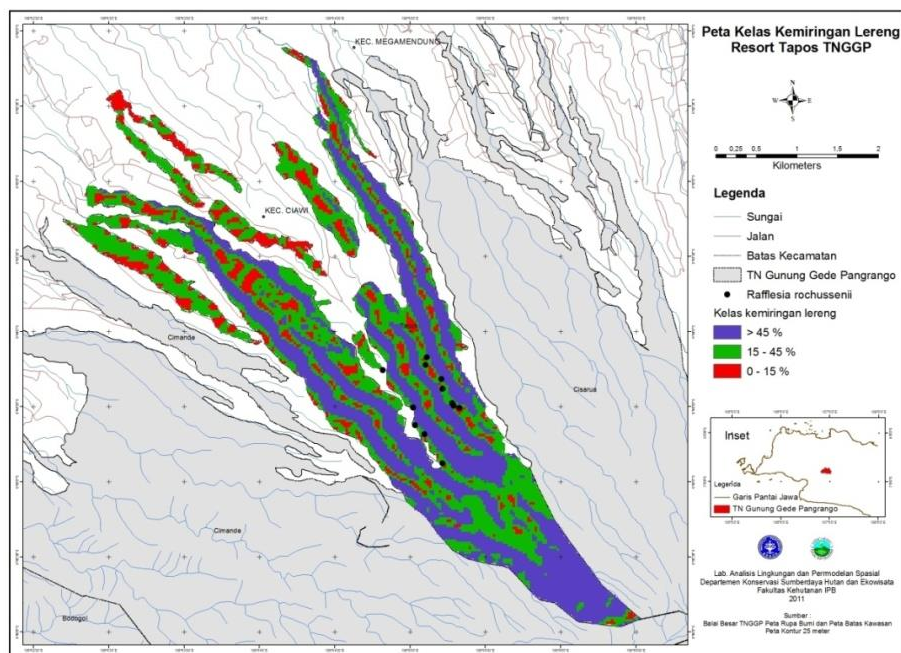 Peta Kelas Kemiringan Lereng
Resort Tapos TNGGP
N
W E
S
0 0,25 0,5 1 1,5 2
Kilometers
Legenda
Sungai
Jalan
Batas Kecamatan
TN Gunung Gede Pangrango
Rafflesia rochussenii
Kelas kemiringan lereng
> 45 %
15 - 45 %
0 - 15 %
Inset
Legenda
Garis Pantai Jawa
TN Gunung Gede Pangrango
Lab. Analisis Lingkungan dan Permodelan Spasial
Departemen Konservasi Sumberdaya Hutan dan Ekowisata
Fakultas Kehutanan IPB
2011
Sumber :
Balai Besar TNGGP Peta Rupa Bumi dan Peta Batas Kawasan
Peta Kontur 25 meter
KEC. MEGAMENDUNG
KEC. CIAWI
Cimanda
Cisarua
Cimanda
Bodogol